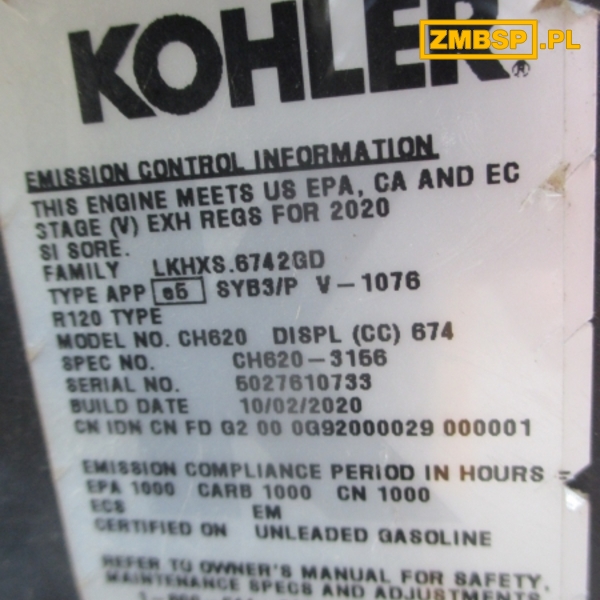 ZMBSP.PL
KOHLER®
EMISSION CONTROL INFORMATION
THIS ENGINE MEETS US EPA, CA AND EC
STAGE (V) EXH REGS FOR 2020
SI SORE.
FAMILY LKHXS.6742GD
TYPE APP e5 SYB3/P V-1076
R120 TYPE
MODEL NO. CH620 DISPL (CC) 674
SPEC NO. CH620-3156
SERIAL NO. 5027610733
BUILD DATE 10/02/2020
CN IDN CN FD G2 00 0G92000029 000001
EMISSION COMPLIANCE PERIOD IN HOURS =
EPA 1000 CARB 1000 CN 1000
ECS EM
CERTIFIED ON UNLEADED GASOLINE
REFER TO OWNER'S MANUAL FOR SAFETY,
MAINTENANCE SPECS AND ADJUSTMENTS